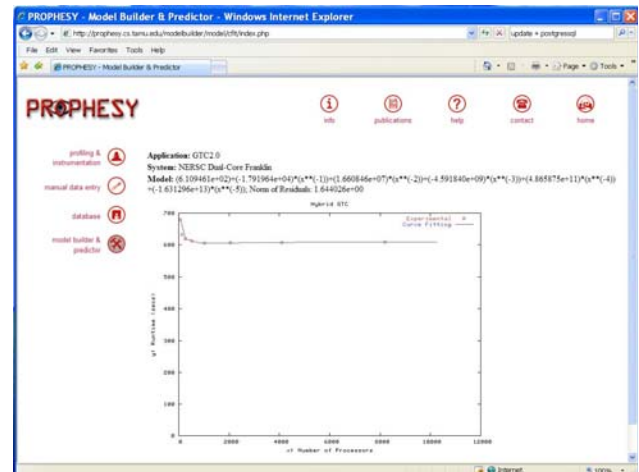 PROPHESY - Model Builder & Predictor - Windows Internet Explorer
http://prophesy.cs.tamu.edu/modelbuilder/model/cfit/index.php
update + postgresql
File Edit View Favorites Tools Help
PROPHESY - Model Builder & Predictor
Page Tools
PROPHESY
info publications help contact home
profiling & instrumentation
manual data entry
database
model builder & predictor
Application: GTC2.0
System: NERSC Dual-Core Franklin
Model: (6.109461e+02)+(-1.791964e+04)*(x**(-1))+(1.660846e+07)*(x**(-2))+(-4.591840e+09)*(x**(-3))+(4.865875e+11)*(x**(-4))
+(-1.631296e+13)*(x**(-5)); Norm of Residuals: 1.644026e+00
Hybrid GTC
Experimental
Curve Fitting
700
600
500
400
300
200
100
0
y: Runtime (secs)
0 2000 4000 6000 8000 10000 12000
x: Number of Processors
Internet
100%